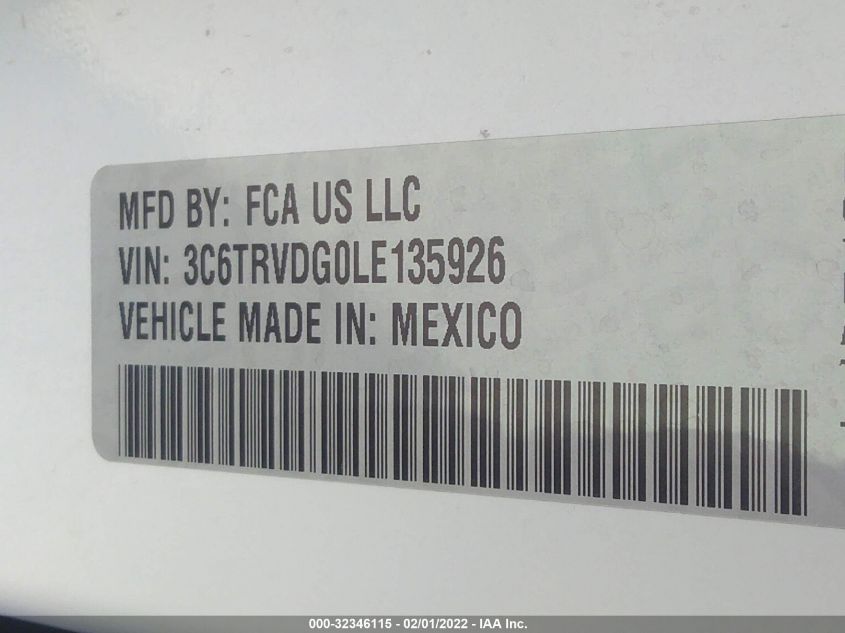 MFD BY: FCA US LLC
VIN: 3C6TRVDG0LE135926
VEHICLE MADE IN: MEXICO
000-32346115 - 02/01/2022 - IAA Inc.